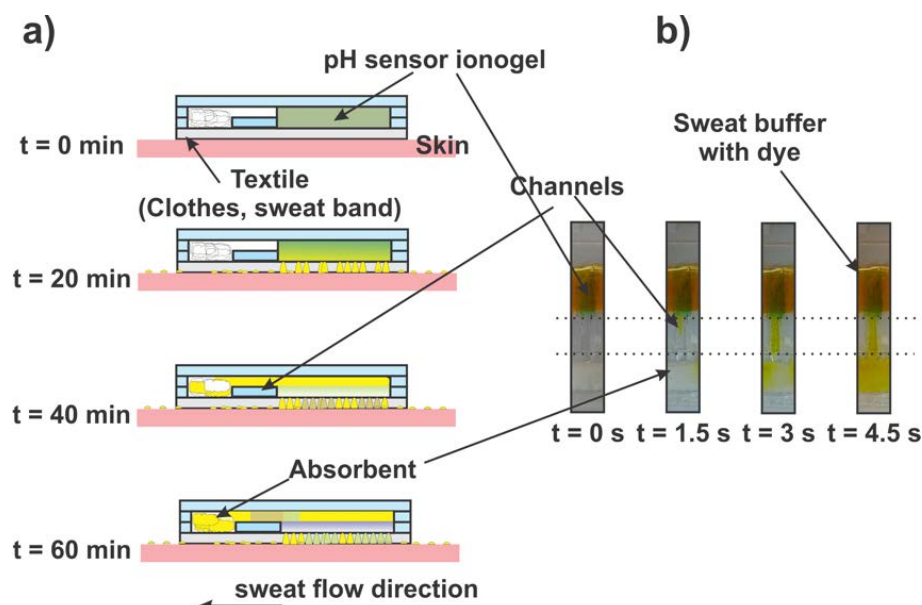 a)
b)
pH sensor ionogel
t = 0 min
Skin
Textile
(Clothes, sweat band)
Channels
Sweat buffer
with dye
t = 20 min
t = 40 min
t = 0 s
t = 1.5 s
t = 3 s
t = 4.5 s
Absorbent
t = 60 min
sweat flow direction